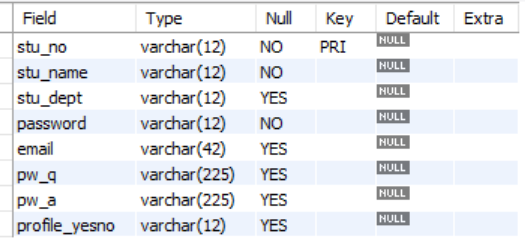 Field Type Null Key Default Extra
stu_no varchar(12) NO PRI NULL
stu_name varchar(12) NO NULL
stu_dept varchar(12) YES NULL
password varchar(12) NO NULL
email varchar(42) YES NULL
pw_q varchar(225) YES NULL
pw_a varchar(225) YES NULL
profile_yesno varchar(12) YES NULL